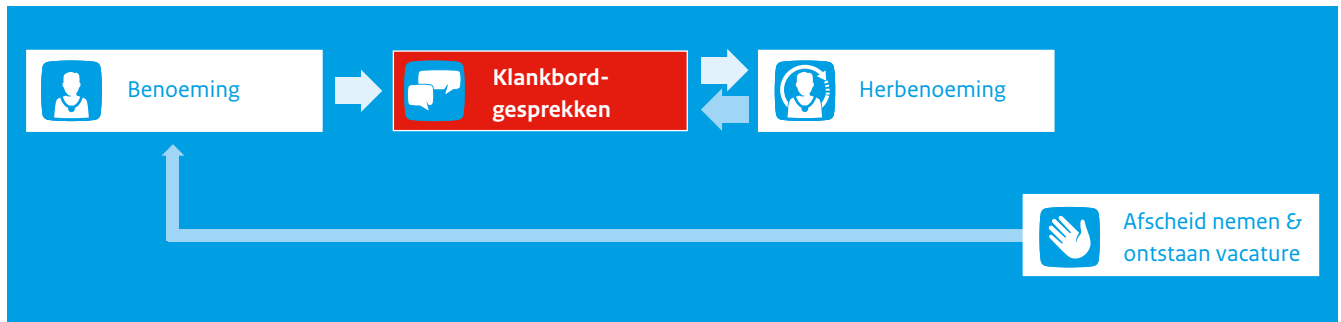 Benoeming
Klankbord-
gesprekken
Herbenoeming
Afscheid nemen &
ontstaan vacature